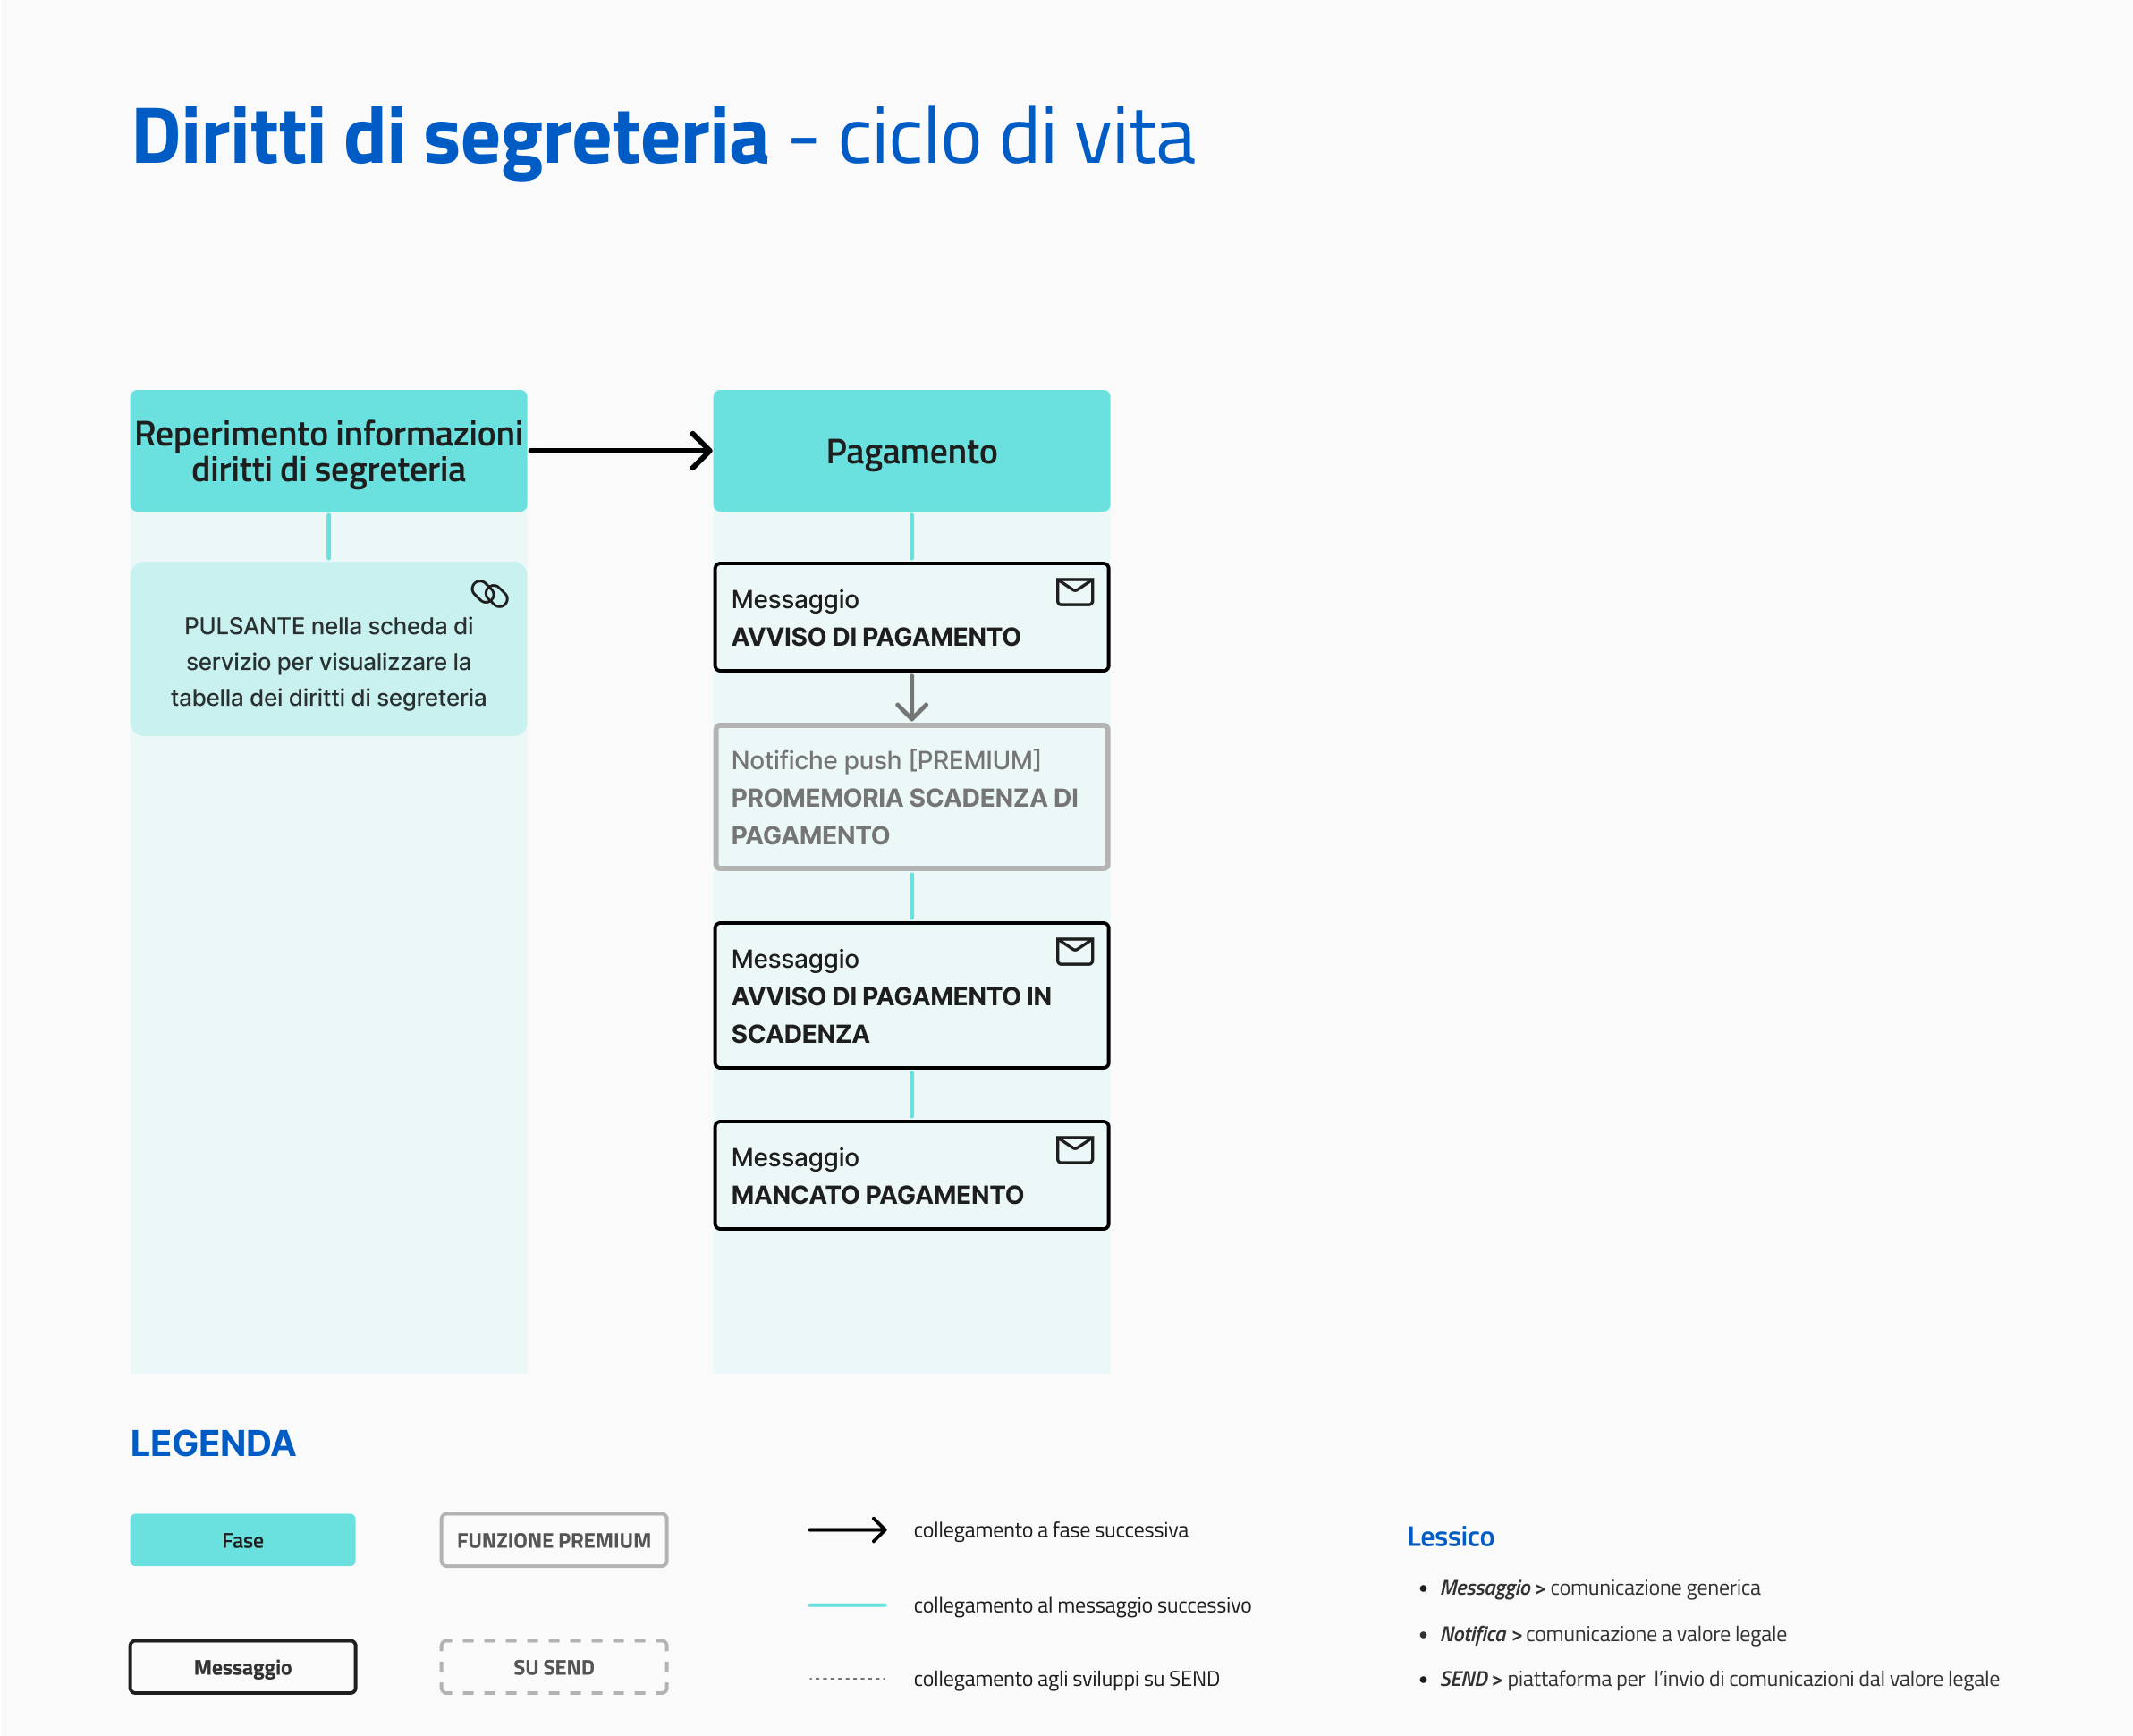 Diritti di segreteria - ciclo di vita
Reperimento informazioni
diritti di segreteria
PULSANTE nella scheda di
servizio per visualizzare la
tabella dei diritti di segreteria
Pagamento
Messaggio
AVVISO DI PAGAMENTO
Notifiche push [PREMIUM]
PROMEMORIA SCADENZA DI
PAGAMENTO
Messaggio
AVVISO DI PAGAMENTO IN
SCADENZA
Messaggio
MANCATO PAGAMENTO
LEGENDA
Fase
FUNZIONE PREMIUM
Messaggio
SU SEND
collegamento a fase successiva
collegamento al messaggio successivo
collegamento agli sviluppi su SEND
Lessico
• Messaggio > comunicazione generica
• Notifica > comunicazione a valore legale
• SEND > piattaforma per l’invio di comunicazioni dal valore legale